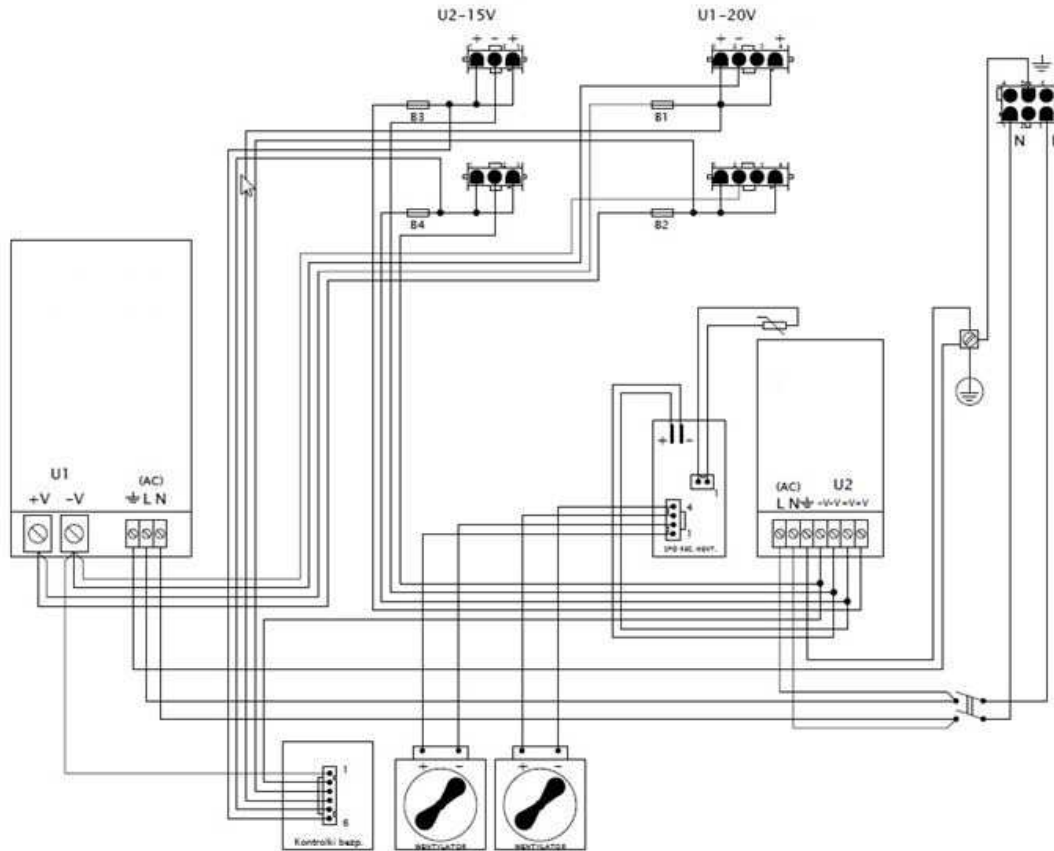 U2-15V
U1-20V
+ - +
+ - +
B3
B1
N
B4
B2
+ -
1
U1
(AC)
+V -V
L N
U2
(AC)
L N -V-V+V+V
4
1
1
6
+ -
+ -
Kontrolki bezp.
WENTYLATOR
WENTYLATOR